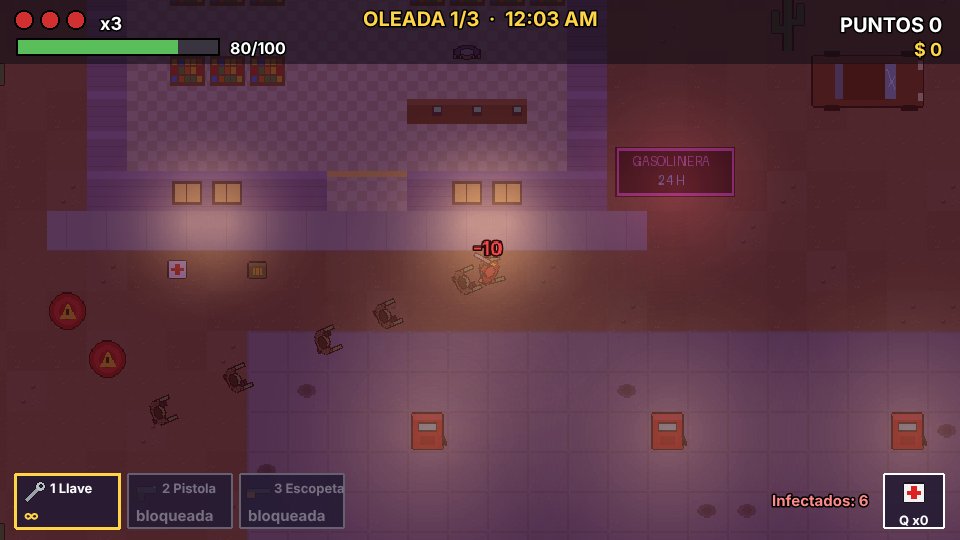 x3
OLEADA 1/3 · 12:03 AM
PUNTOS 0
80/100
$ 0
GASOLINERA
24H
-10
1 Llave
∞
2 Pistola
bloqueada
3 Escopeta
bloqueada
Infectados: 6
Q x0